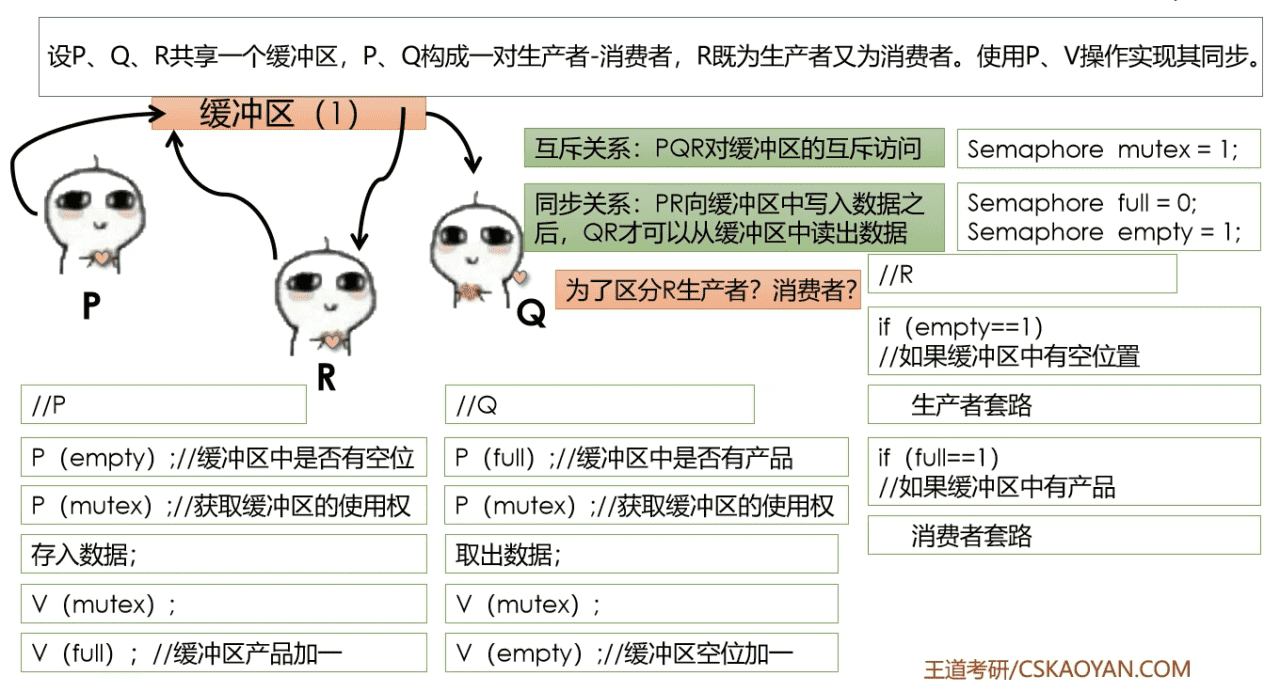 设P、Q、R共享一个缓冲区，P、Q构成一对生产者-消费者，R既为生产者又为消费者。使用P、V操作实现其同步。
缓冲区（1）
互斥关系：PQR对缓冲区的互斥访问
Semaphore mutex = 1;
同步关系：PR向缓冲区中写入数据之
后，QR才可以从缓冲区中读出数据
Semaphore full = 0;
Semaphore empty = 1;
为了区分R生产者？消费者？
P
R
Q
//R
if（empty==1）
//如果缓冲区中有空位置
生产者套路
if（full==1）
//如果缓冲区中有产品
消费者套路
//P
P（empty）;//缓冲区中是否有空位
P（mutex）;//获取缓冲区的使用权
存入数据；
V（mutex）;
V（full）; //缓冲区产品加一
//Q
P（full）;//缓冲区中是否有产品
P（mutex）;//获取缓冲区的使用权
取出数据；
V（mutex）;
V（empty）;//缓冲区空位加一
王道考研/CSKAOYAN.COM